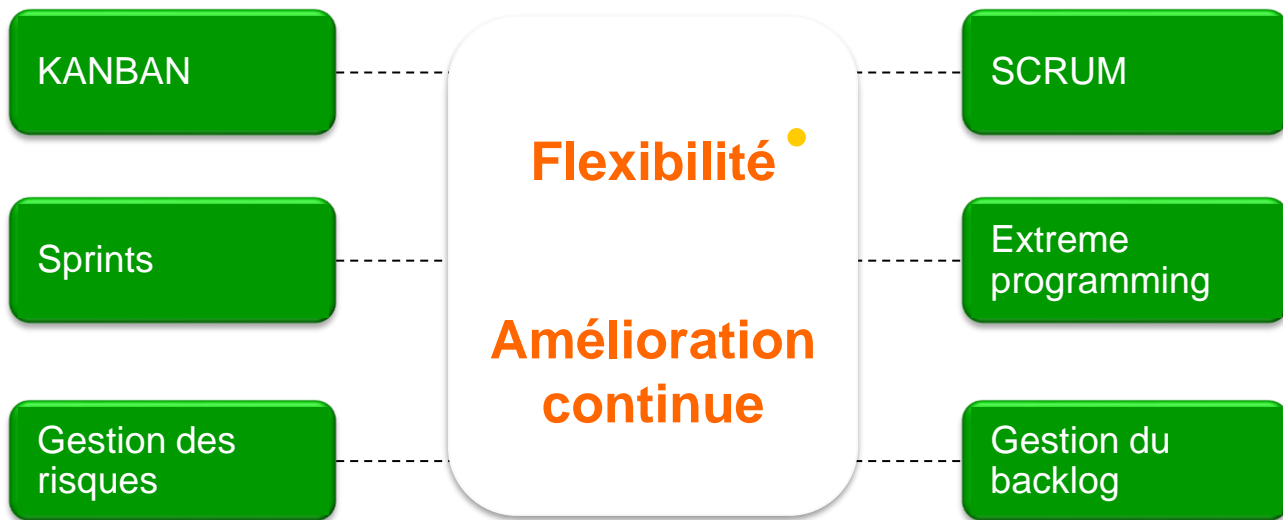 KANBAN
SCRUM
Flexibilité
Sprints
Extreme
programming
Amélioration
continue
Gestion des
risques
Gestion du
backlog